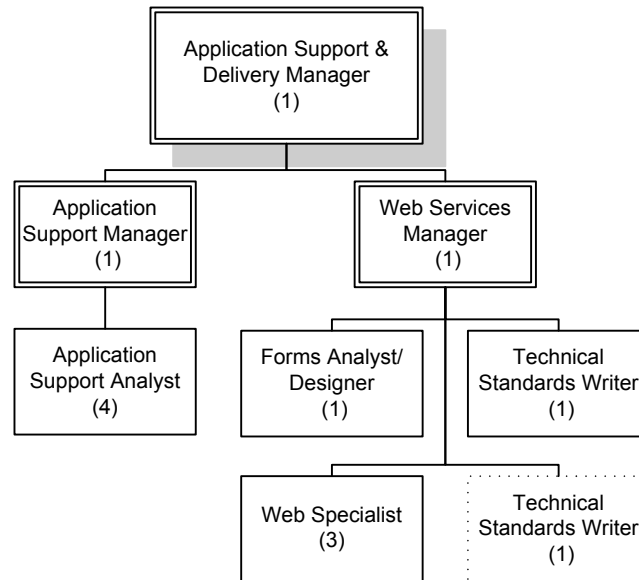 Application Support &
Delivery Manager
(1)
Application
Support Manager
(1)
Web Services
Manager
(1)
Application
Support Analyst
(4)
Forms Analyst/
Designer
(1)
Technical
Standards Writer
(1)
Web Specialist
(3)
Technical
Standards Writer
(1)